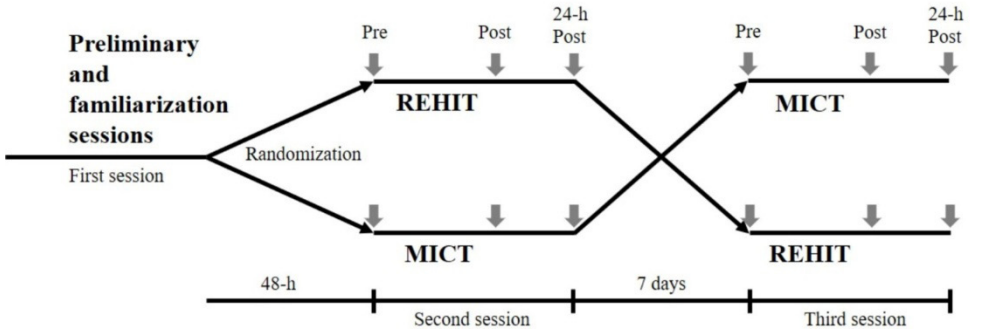 24-h
24-h
Pre
Post
Post
Pre
Post
Post
Preliminary
and
familiarization
sessions
REHIT
MICT
Randomization
First session
MICT
REHIT
48-h
7 days
Second session
Third session